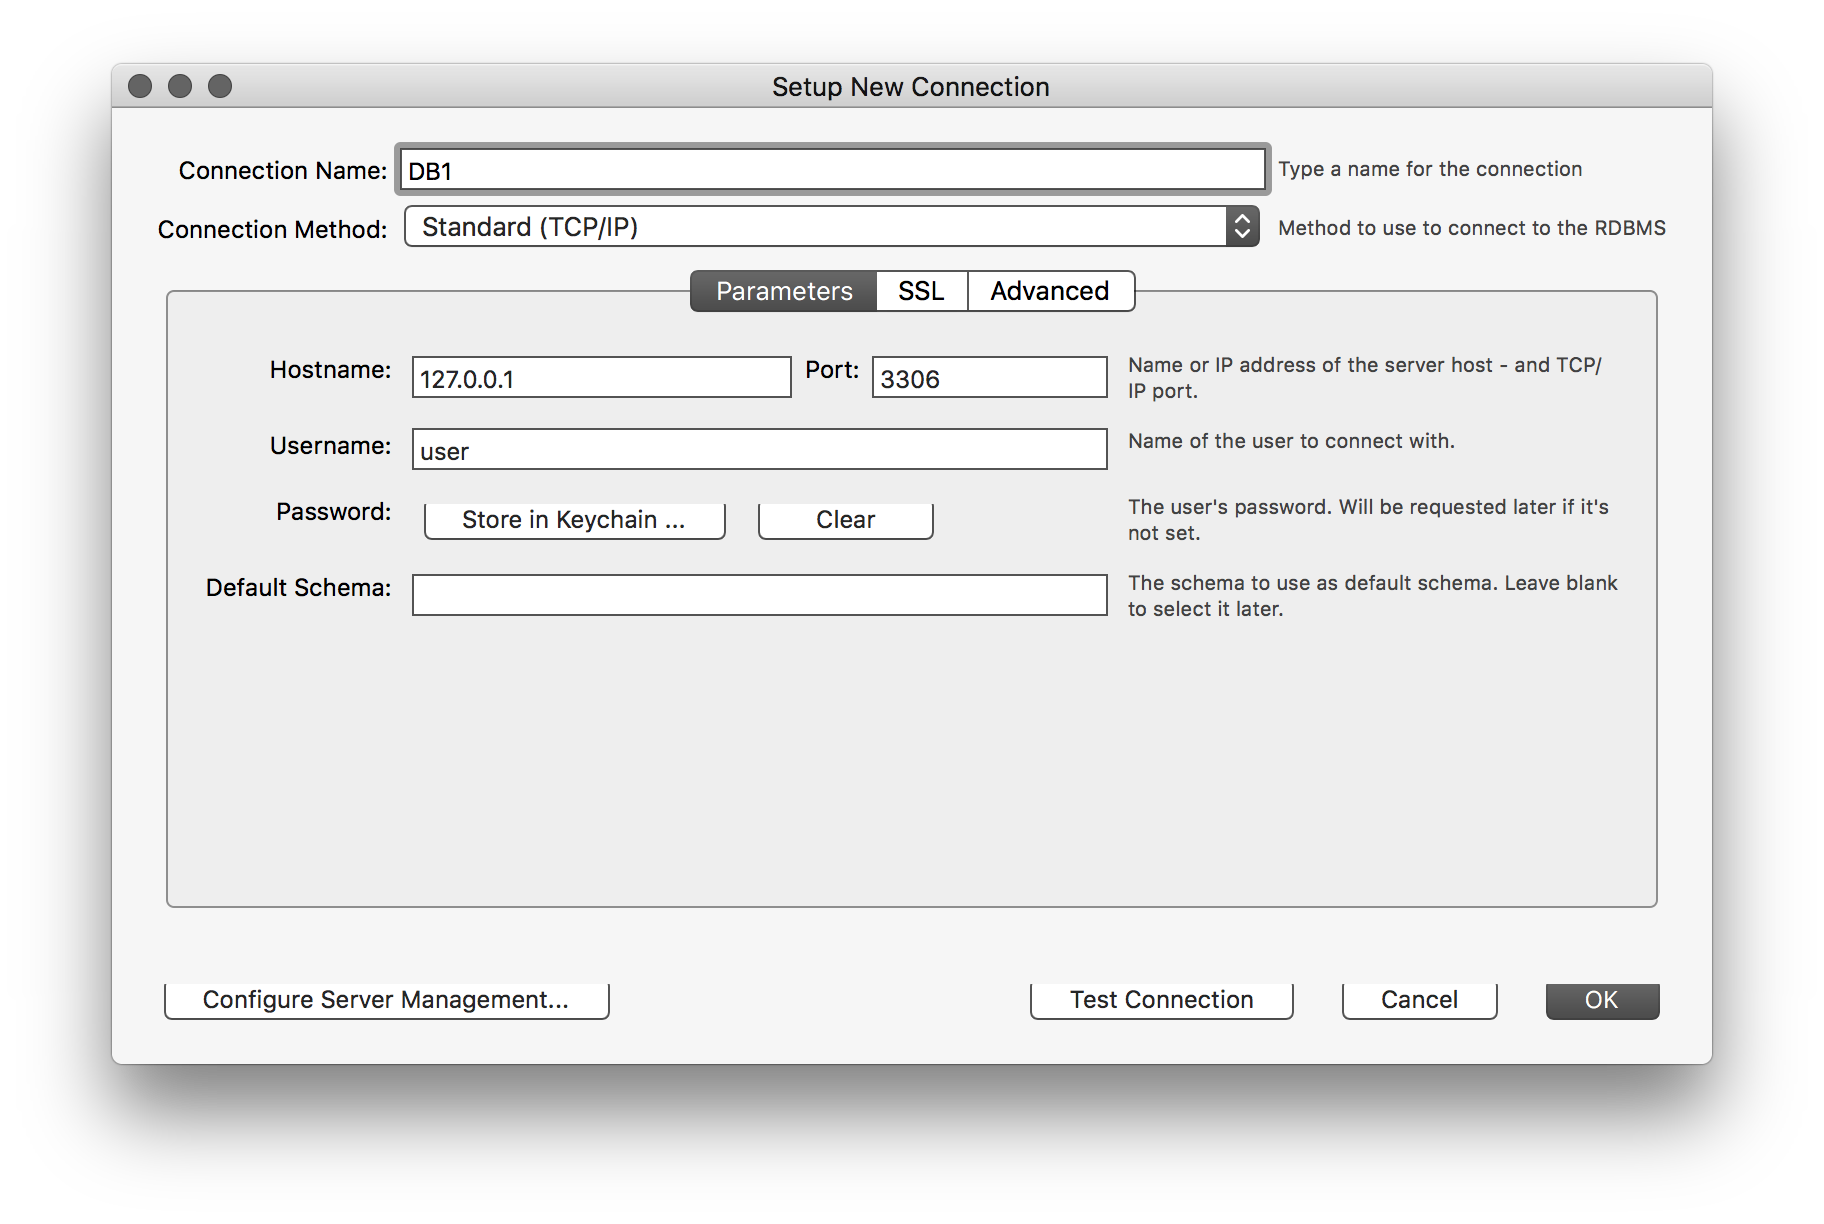 Setup New Connection
Connection Name: DB1 Type a name for the connection
Connection Method: Standard (TCP/IP) Method to use to connect to the RDBMS
Parameters SSL Advanced
Hostname: 127.0.0.1 Port: 3306 Name or IP address of the server host - and TCP/
IP port.
Username: user Name of the user to connect with.
Password: Store in Keychain ... Clear The user's password. Will be requested later if it's
not set.
Default Schema: The schema to use as default schema. Leave blank
to select it later.
Configure Server Management... Test Connection Cancel OK